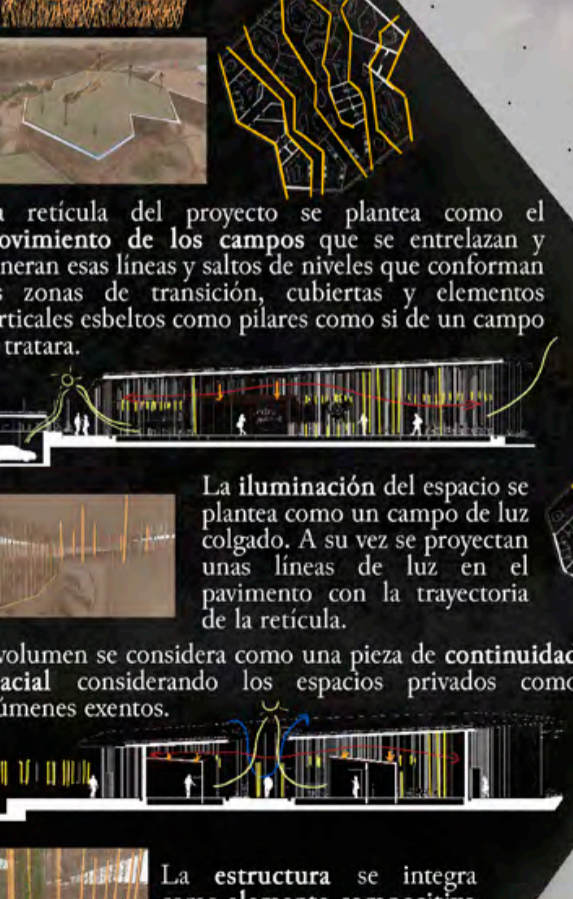 retícula del proyecto se plantea como el
ovimiento de los campos que se entrelazan y
neran esas líneas y saltos de niveles que conforman
s zonas de transición, cubiertas y elementos
rticales esbeltos como pilares como si de un campo
tratara.
La iluminación del espacio se
plantea como un campo de luz
colgado. A su vez se proyectan
unas líneas de luz en el
pavimento con la trayectoria
de la retícula.
volumen se considera como una pieza de continuidad
acial considerando los espacios privados como
úmenes exentos.
La estructura se integra
como elemento compositivo